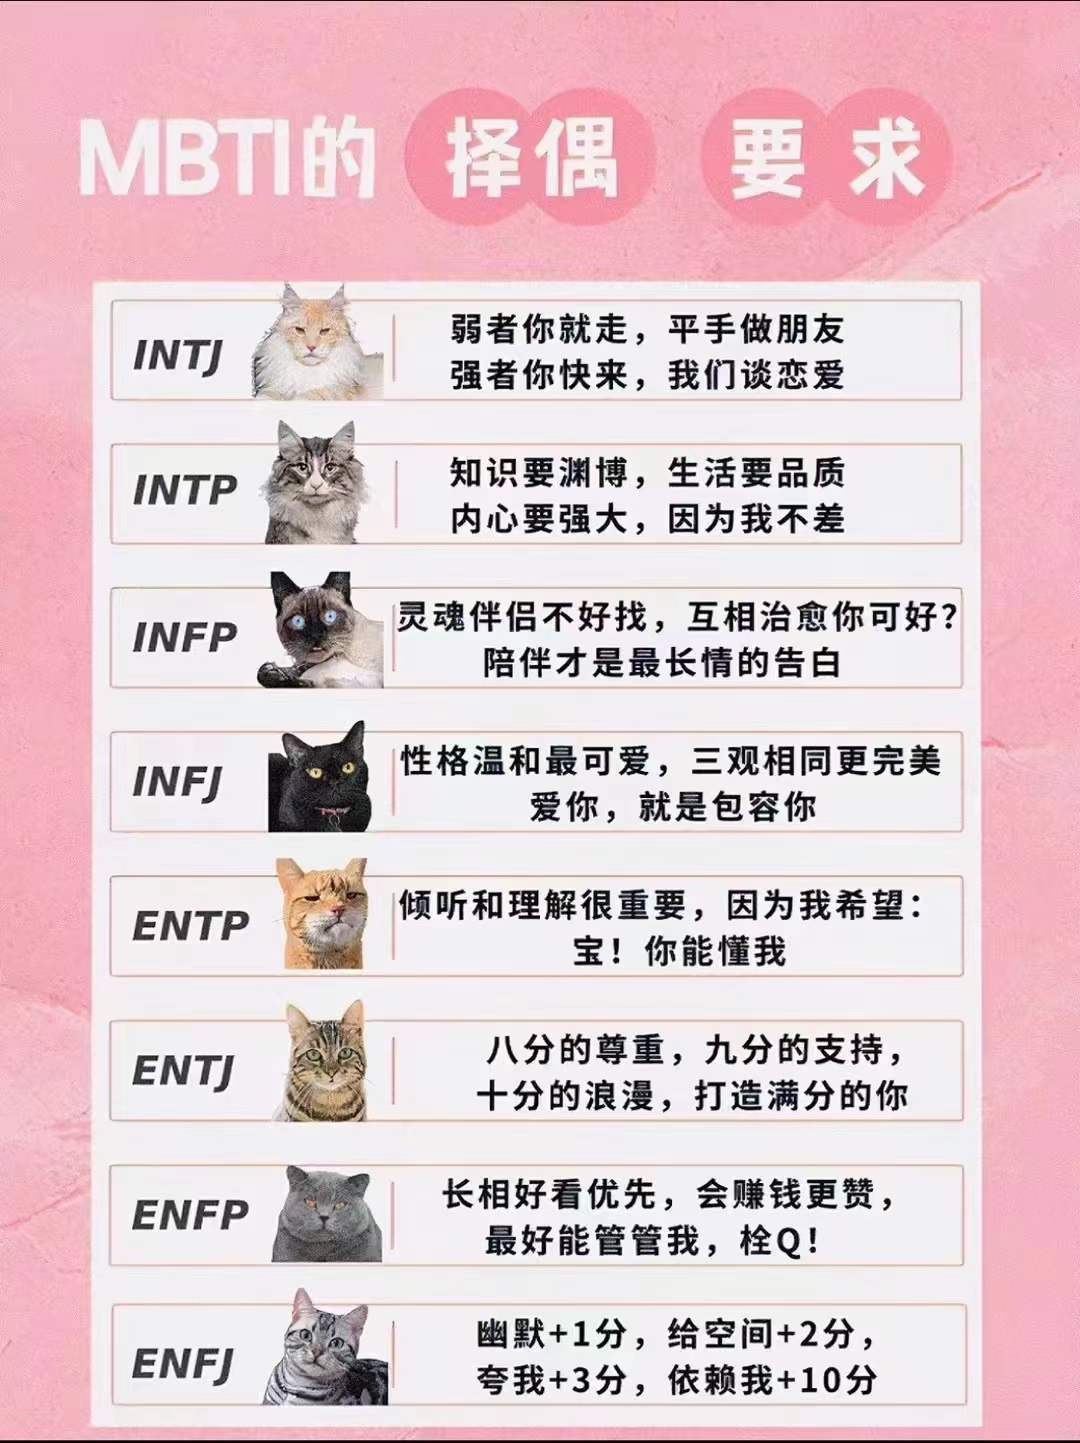 MBTI的 择偶 要求
INTJ
弱者你就走，平手做朋友
强者你快来，我们谈恋爱
INTP
知识要渊博，生活要品质
内心要强大，因为我不差
INFP
灵魂伴侣不好找，互相治愈你可好？
陪伴才是最长情的告白
INFJ
性格温和最可爱，三观相同更完美
爱你，就是包容你
ENTP
倾听和理解很重要，因为我希望：
宝！你能懂我
ENTJ
八分的尊重，九分的支持，
十分的浪漫，打造满分的你
ENFP
长相好看优先，会赚钱更赞，
最好能管管我，栓Q！
ENFJ
幽默+1分，给空间+2分，
夸我+3分，依赖我+10分